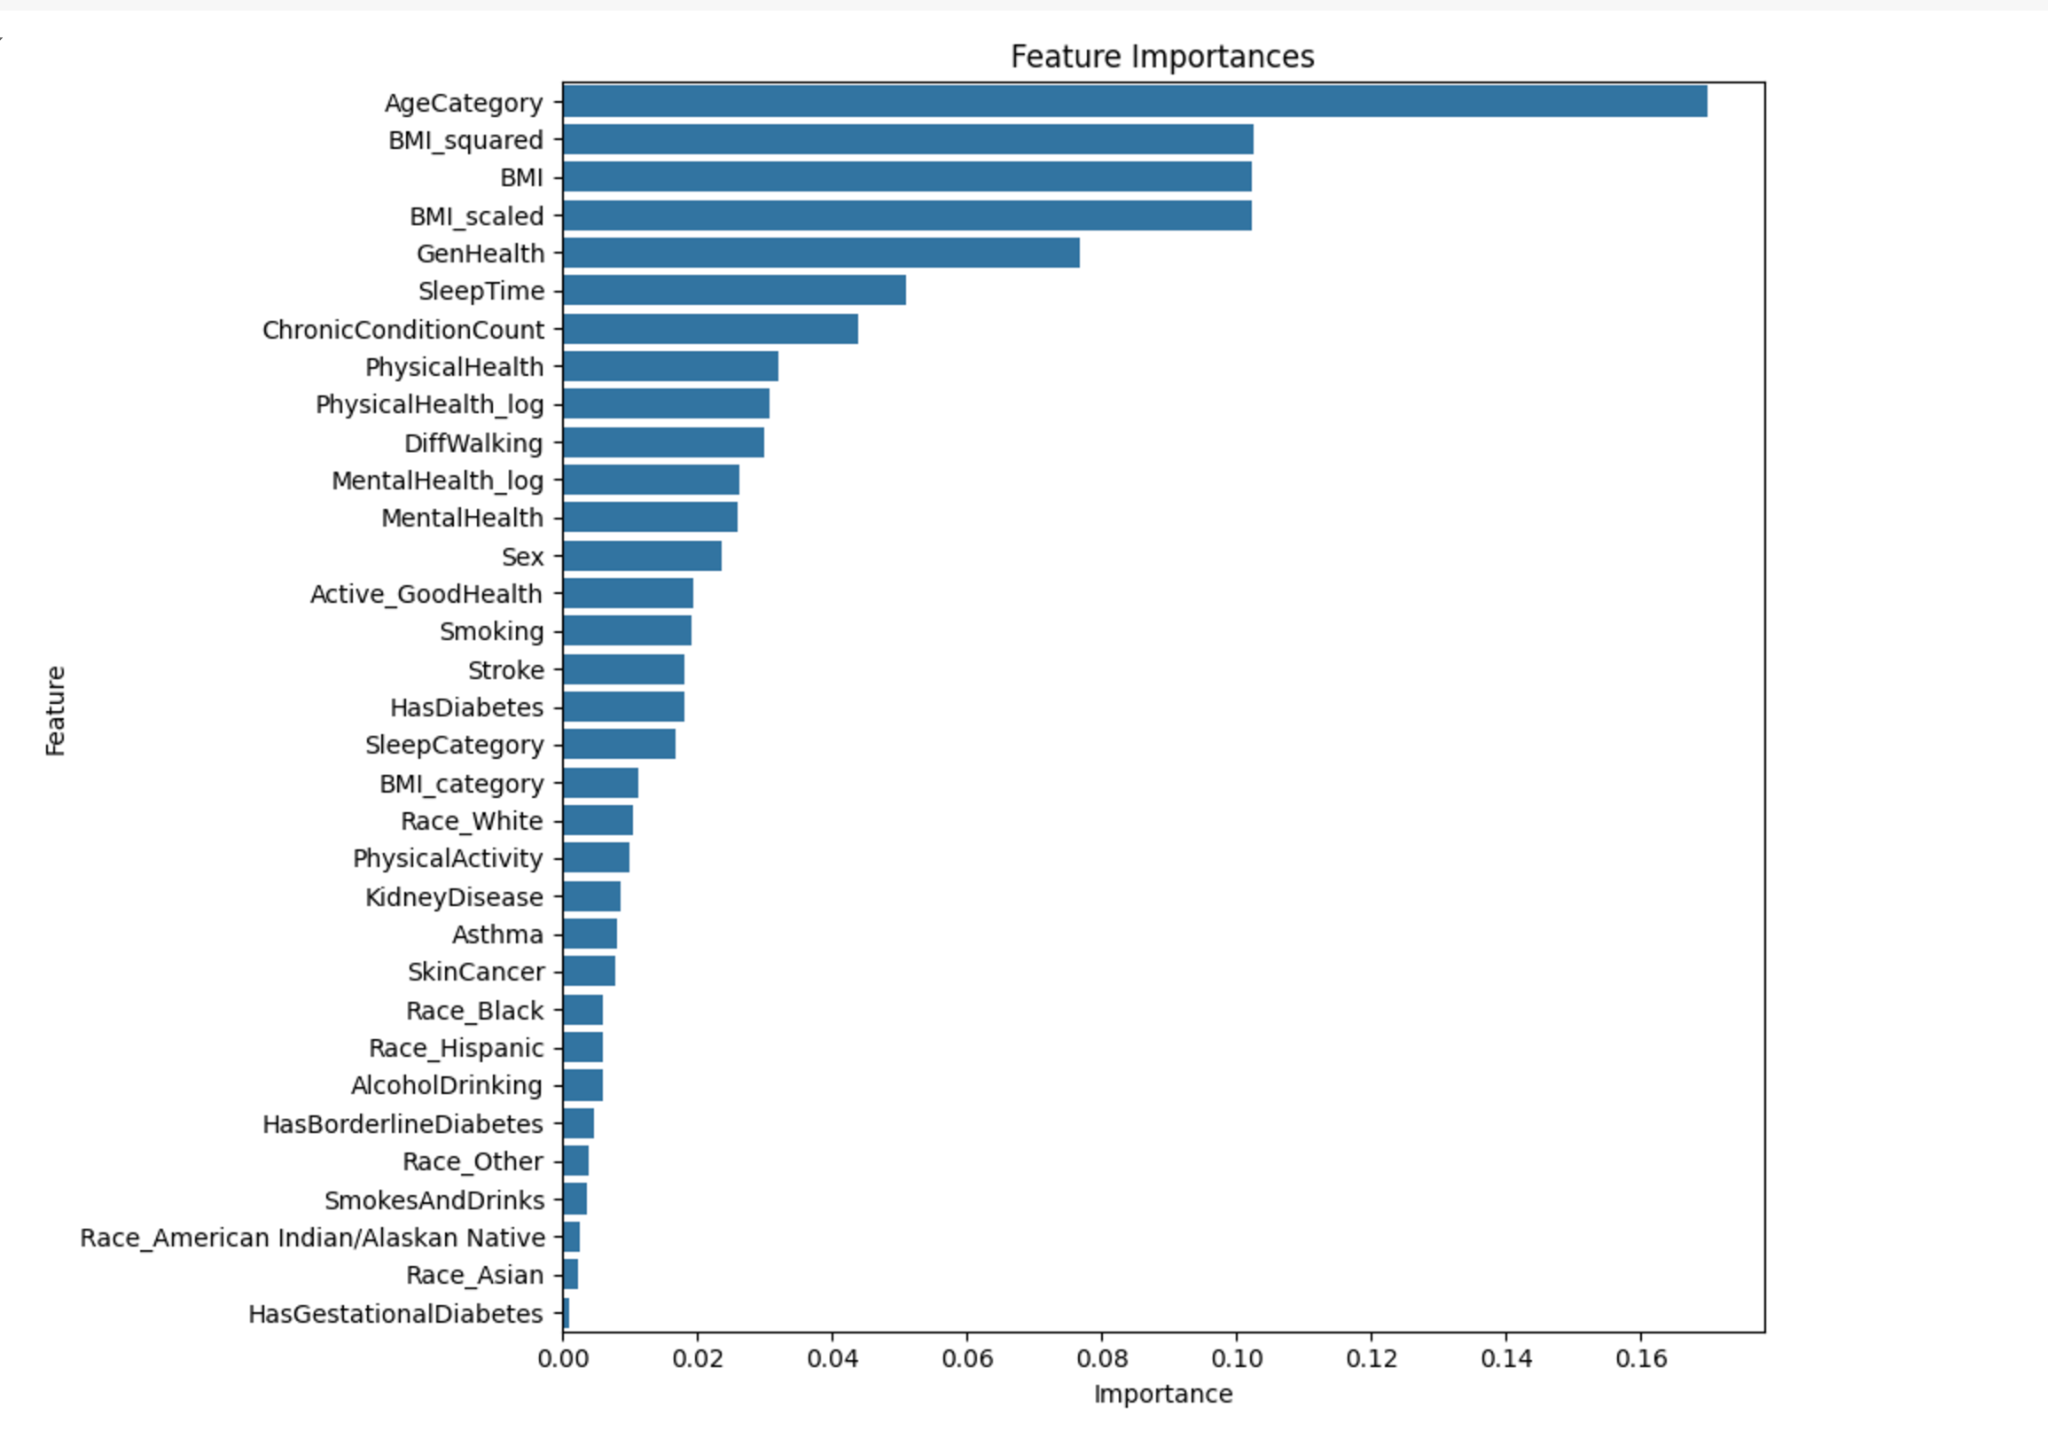 Feature Importances
AgeCategory
BMI_squared
BMI
BMI_scaled
GenHealth
SleepTime
ChronicConditionCount
PhysicalHealth
PhysicalHealth_log
DiffWalking
MentalHealth_log
MentalHealth
Sex
Active_GoodHealth
Smoking
Stroke
HasDiabetes
SleepCategory
BMI_category
Race_White
PhysicalActivity
KidneyDisease
Asthma
SkinCancer
Race_Black
Race_Hispanic
AlcoholDrinking
HasBorderlineDiabetes
Race_Other
SmokesAndDrinks
Race_American Indian/Alaskan Native
Race_Asian
HasGestationalDiabetes
Feature
0.00 0.02 0.04 0.06 0.08 0.10 0.12 0.14 0.16
Importance